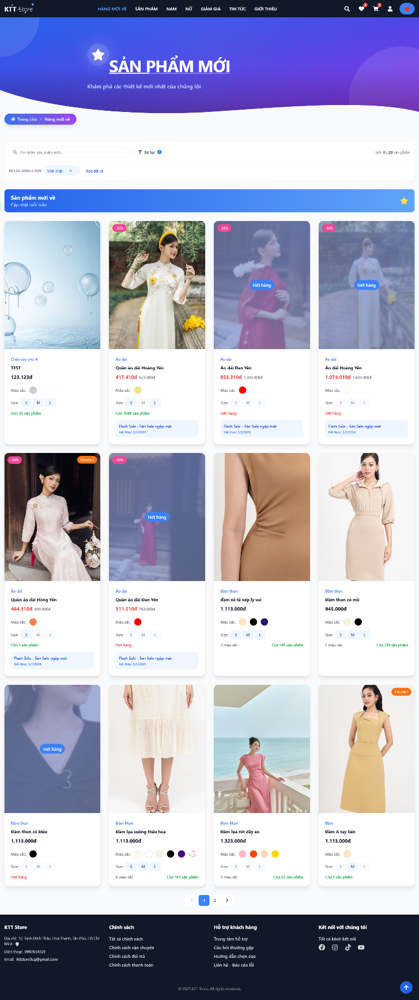 KTT Store
HÀNG MỚI VỀ SẢN PHẨM NAM NỮ GIẢM GIÁ TIN TỨC GIỚI THIỆU
SẢN PHẨM MỚI
Khám phá các thiết kế mới nhất của chúng tôi
Trang chủ Hàng mới về
Tìm kiếm sản phẩm mới...
Bộ lọc 1
Hiển thị 20 sản phẩm
BỘ LỌC ĐANG CHỌN: Mới nhất × Xóa tất cả
Sản phẩm mới về
Cập nhật mỗi tuần
-33% -33% -33%
Hết hàng Hết hàng
Chân váy chữ A
TEST
123.123đ
Màu sắc:
Size: S M L
Còn 36 sản phẩm
Áo dài
Quần áo dài Hoàng Yến
417.410đ 623.000đ
Màu sắc:
Size: S M L
Còn 1049 sản phẩm
Flash Sale - Săn Sale ngập mặt
Kết thúc: 5/1/2026
Áo dài
Áo dài Đan Yên
933.310đ 1.393.000đ
Màu sắc:
Size: S M L
Hết hàng
Flash Sale - Săn Sale ngập mặt
Kết thúc: 5/1/2026
Áo dài
Áo dài Hoàng Yến
1.074.010đ 1.603.000đ
Màu sắc:
Size: S M L
Hết hàng
Flash Sale - Săn Sale ngập mặt
Kết thúc: 5/1/2026
-33% Chỉ còn 1 -33%
Hết hàng
Áo dài
Quần áo dài Hồng Yên
464.310đ 693.000đ
Màu sắc:
Size: S M L
Còn 1 sản phẩm
Flash Sale - Săn Sale ngập mặt
Kết thúc: 5/1/2026
Áo dài
Quần áo dài Đan Yên
511.210đ 763.000đ
Màu sắc:
Size: S M L
Hết hàng
Flash Sale - Săn Sale ngập mặt
Kết thúc: 5/1/2026
Đầm thun
đầm xẻ tà xếp ly vai
1.113.000đ
Màu sắc:
Size: S M L
3 màu sắc Còn 145 sản phẩm
Đầm thun
Đầm thun có mũ
945.000đ
Màu sắc:
Size: S M L
2 màu sắc Còn 210 sản phẩm
Hết hàng
Chỉ còn 1
Đầm thun
Đầm thun cổ kiểu
1.113.000đ
Màu sắc:
Size: S M L
Hết hàng
Đầm Maxi
Đầm lụa suông thêu hoa
1.113.000đ
Màu sắc:
Size: S M L
6 màu sắc Còn 145 sản phẩm
Đầm Maxi
Đầm lụa rút dây eo
1.323.000đ
Màu sắc:
Size: S M L
4 màu sắc Còn 67 sản phẩm
Đầm
Đầm A tay hến
1.113.000đ
Màu sắc:
Size: S M L
Còn 1 sản phẩm
1 2
KTT Store
Địa chỉ: 12 Trịnh Đình Thảo, Hoà Thanh, Tân Phú, Hồ Chí
Minh
Điện thoại: 0987654321
Email: kttstore3cg@gmail.com
Chính sách
Tất cả chính sách
Chính sách vận chuyển
Chính sách đổi trả
Chính sách thanh toán
Hỗ trợ khách hàng
Trung tâm hỗ trợ
Câu hỏi thường gặp
Hướng dẫn chọn size
Liên hệ - Báo cáo lỗi
Kết nối với chúng tôi
Tất cả kênh kết nối
© 2025 KTT Store. All rights reserved.